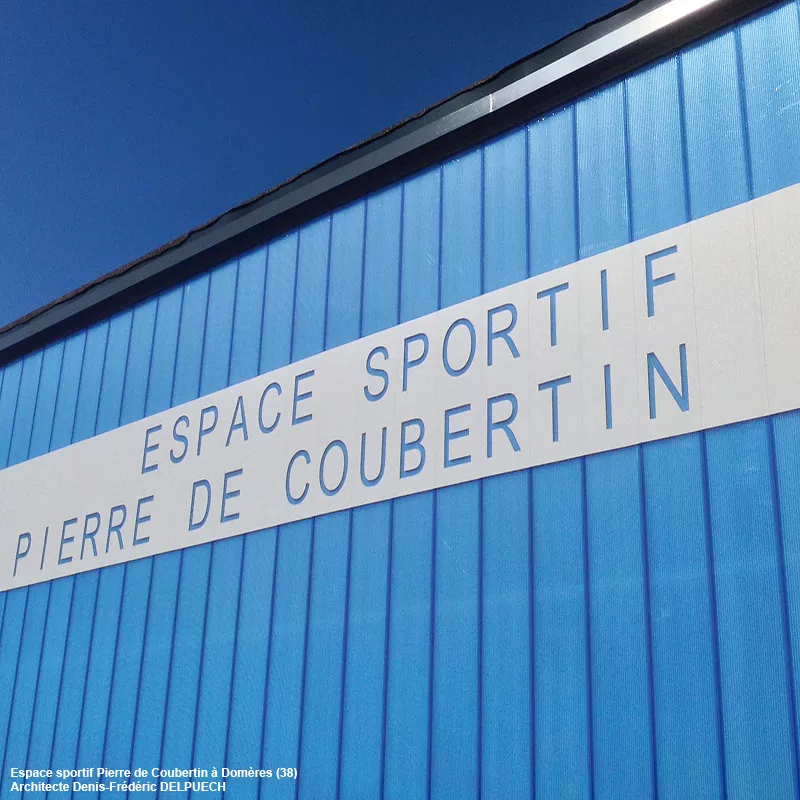 ESPACE SPORTIF
PIERRE DE COUBERTIN
Espace sportif Pierre de Coubertin à Domères (38)
Architecte Denis-Frédéric DELPUECH